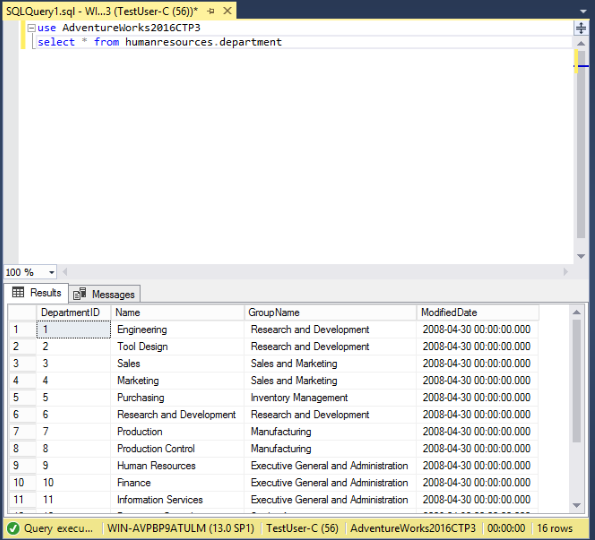 SQLQuery1.sql - WI...3 (TestUser-C (56))*
use AdventureWorks2016CTP3
select * from humanresources.department
100 %
Results Messages
DepartmentID Name GroupName ModifiedDate
1 1 Engineering Research and Development 2008-04-30 00:00:00.000
2 2 Tool Design Research and Development 2008-04-30 00:00:00.000
3 3 Sales Sales and Marketing 2008-04-30 00:00:00.000
4 4 Marketing Sales and Marketing 2008-04-30 00:00:00.000
5 5 Purchasing Inventory Management 2008-04-30 00:00:00.000
6 6 Research and Development Research and Development 2008-04-30 00:00:00.000
7 7 Production Manufacturing 2008-04-30 00:00:00.000
8 8 Production Control Manufacturing 2008-04-30 00:00:00.000
9 9 Human Resources Executive General and Administration 2008-04-30 00:00:00.000
10 10 Finance Executive General and Administration 2008-04-30 00:00:00.000
11 11 Information Services Executive General and Administration 2008-04-30 00:00:00.000
Query execu... WIN-AVPBP9ATULM (13.0 SP1) TestUser-C (56) AdventureWorks2016CTP3 00:00:00 16 rows